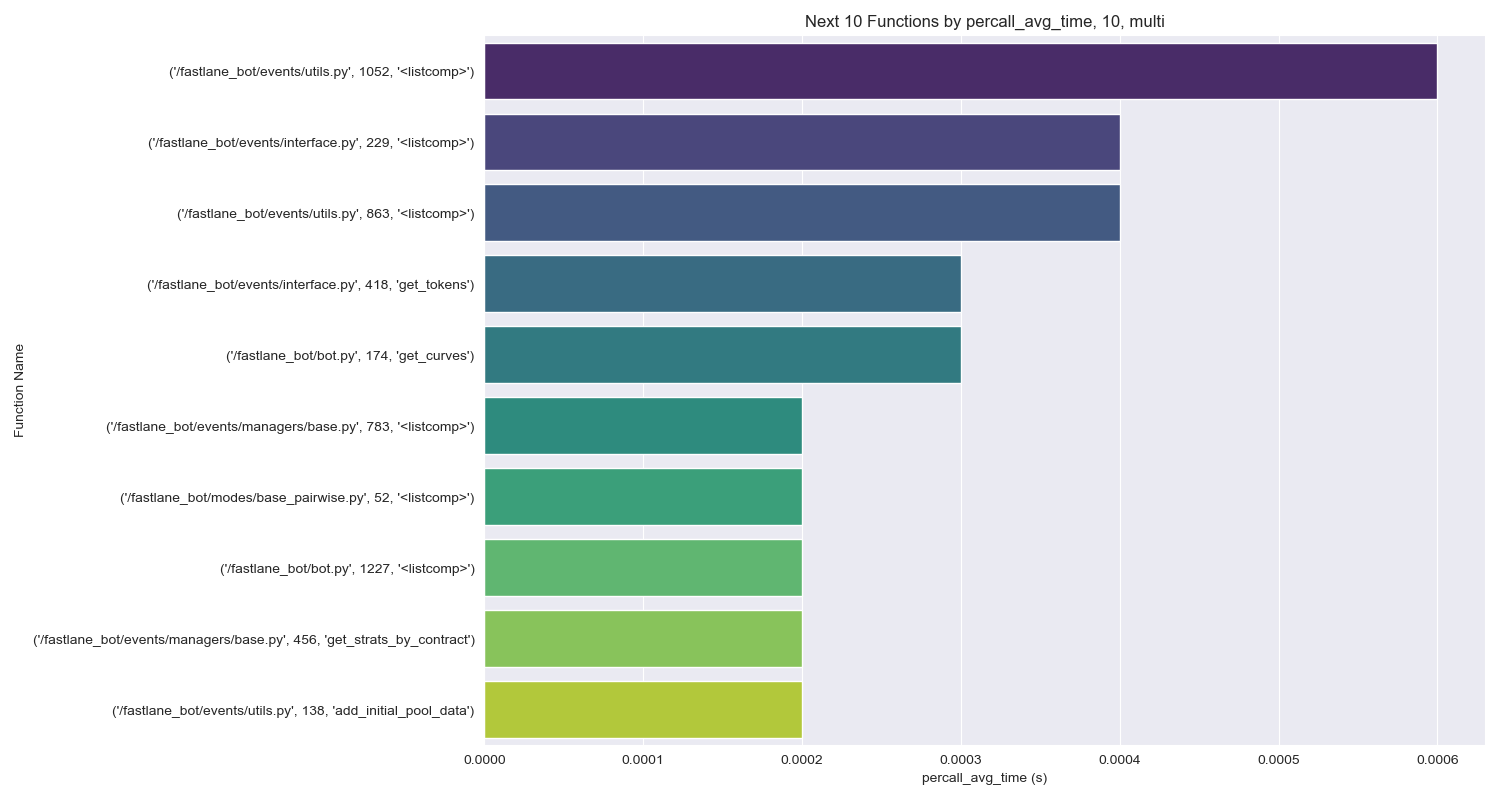 Next 10 Functions by percall_avg_time, 10, multi
Function Name
('/fastlane_bot/events/utils.py', 1052, '<listcomp>')
('/fastlane_bot/events/interface.py', 229, '<listcomp>')
('/fastlane_bot/events/utils.py', 863, '<listcomp>')
('/fastlane_bot/events/interface.py', 418, 'get_tokens')
('/fastlane_bot/bot.py', 174, 'get_curves')
('/fastlane_bot/events/managers/base.py', 783, '<listcomp>')
('/fastlane_bot/modes/base_pairwise.py', 52, '<listcomp>')
('/fastlane_bot/bot.py', 1227, '<listcomp>')
('/fastlane_bot/events/managers/base.py', 456, 'get_strats_by_contract')
('/fastlane_bot/events/utils.py', 138, 'add_initial_pool_data')
0.0000 0.0001 0.0002 0.0003 0.0004 0.0005 0.0006
percall_avg_time (s)